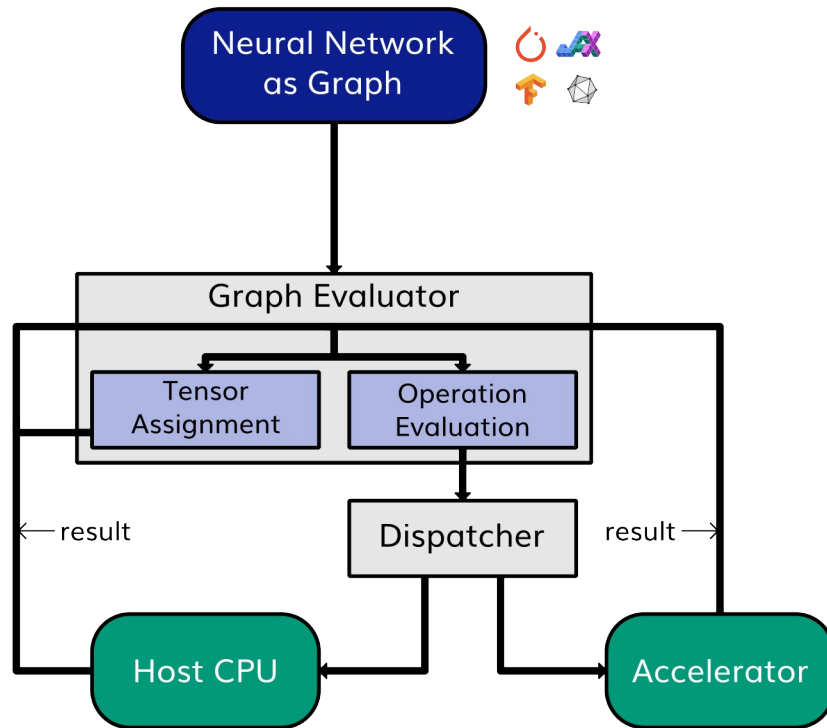 Neural Network
as Graph
Graph Evaluator
Tensor
Assignment
Operation
Evaluation
Dispatcher
result
result
Host CPU
Accelerator